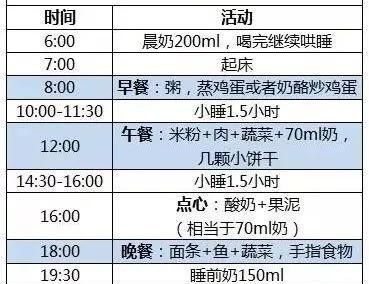 时间 活动
6:00 晨奶200ml，喝完继续哄睡
7:00 起床
8:00 早餐：粥，蒸鸡蛋或者奶酪炒鸡蛋
10:00-11:30 小睡1.5小时
12:00 午餐：米粉+肉+蔬菜+70ml奶，
几颗小饼干
14:30-16:00 小睡1.5小时
16:00 点心：酸奶+果泥
（相当于70ml奶）
18:00 晚餐：面条+鱼+蔬菜，手指食物
19:30 睡前奶150ml